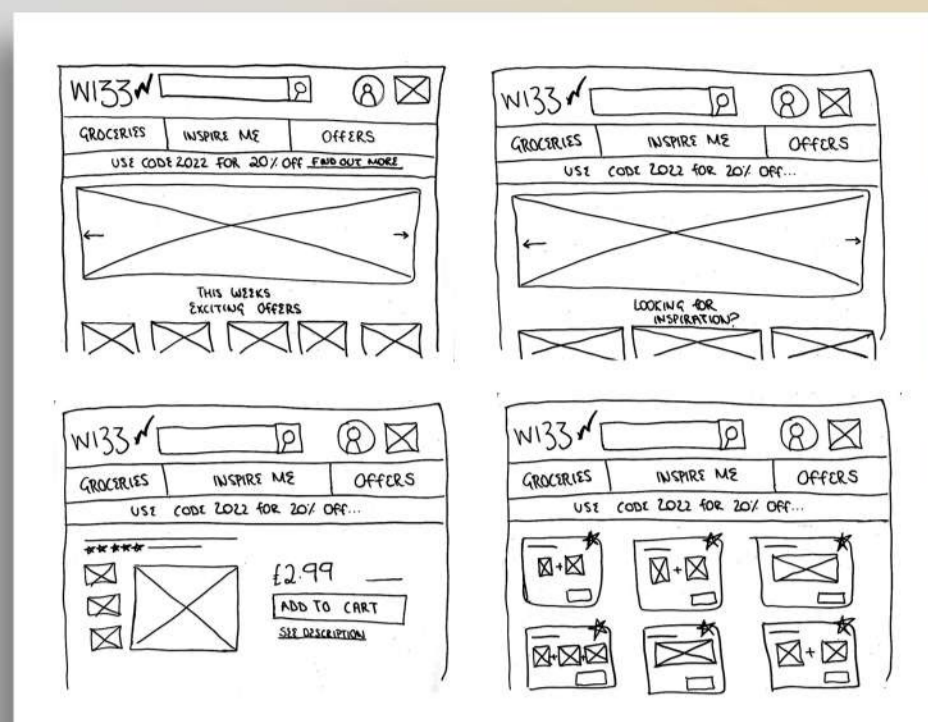 WI33
GROCERIES INSPIRE ME OFFERS
USE CODE 2022 FOR 20% OFF FIND OUT MORE
THIS WEEKS
EXCITING OFFERS
WI33
GROCERIES INSPIRE ME OFFERS
USE CODE 2022 FOR 20% OFF...
LOOKING FOR
INSPIRATION?
WI33
GROCERIES INSPIRE ME OFFERS
USE CODE 2022 FOR 20% OFF...
£2.99
ADD TO CART
SEE DESCRIPTION
WI33
GROCERIES INSPIRE ME OFFERS
USE CODE 2022 FOR 20% OFF...